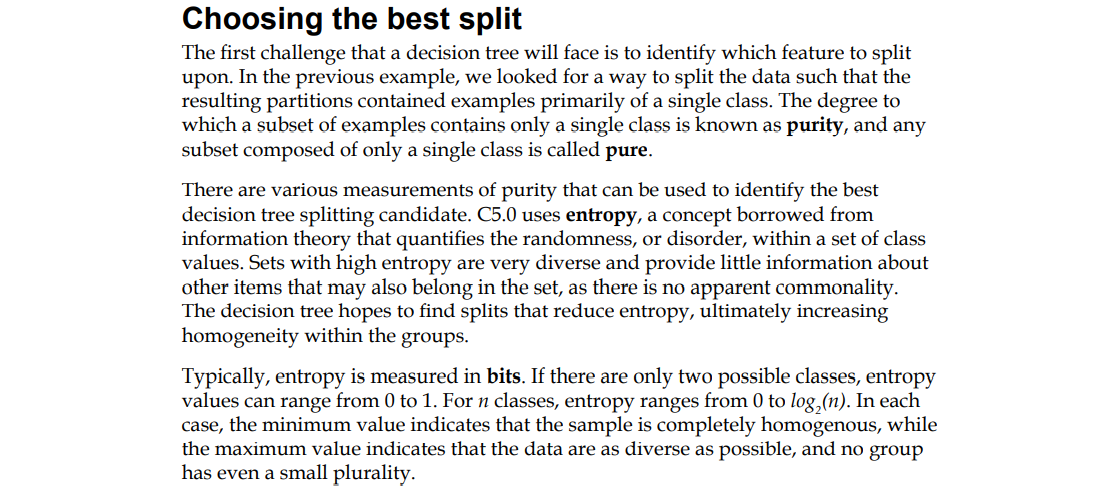 Choosing the best split
The first challenge that a decision tree will face is to identify which feature to split
upon. In the previous example, we looked for a way to split the data such that the
resulting partitions contained examples primarily of a single class. The degree to
which a subset of examples contains only a single class is known as purity, and any
subset composed of only a single class is called pure.
There are various measurements of purity that can be used to identify the best
decision tree splitting candidate. C5.0 uses entropy, a concept borrowed from
information theory that quantifies the randomness, or disorder, within a set of class
values. Sets with high entropy are very diverse and provide little information about
other items that may also belong in the set, as there is no apparent commonality.
The decision tree hopes to find splits that reduce entropy, ultimately increasing
homogeneity within the groups.
Typically, entropy is measured in bits. If there are only two possible classes, entropy
values can range from 0 to 1. For n classes, entropy ranges from 0 to log₂(n). In each
case, the minimum value indicates that the sample is completely homogenous, while
the maximum value indicates that the data are as diverse as possible, and no group
has even a small plurality.